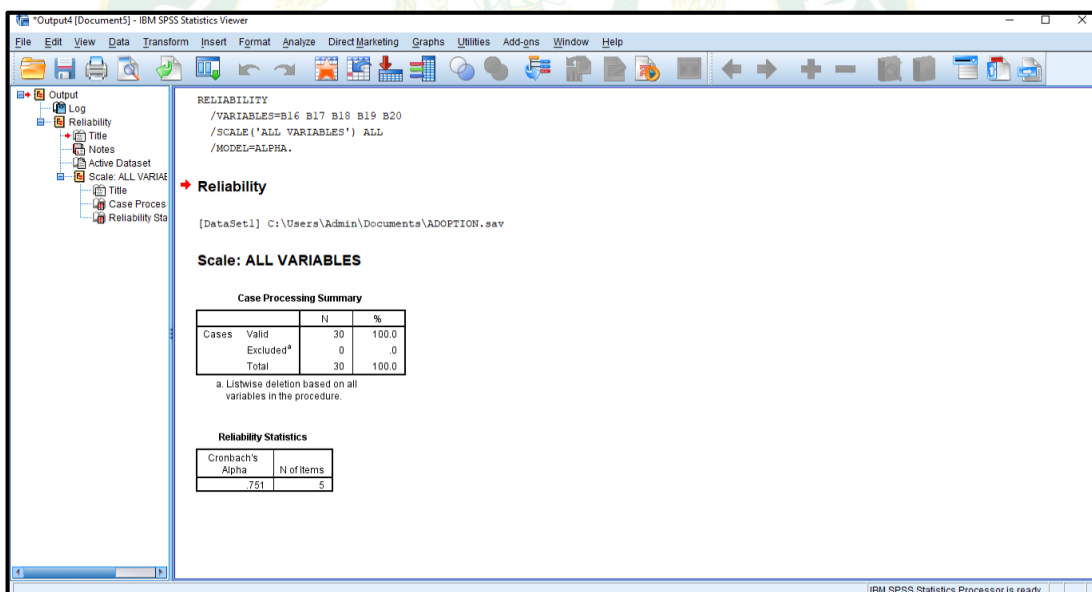 *Output4 [Document5] - IBM SPSS Statistics Viewer
File Edit View Data Transform Insert Format Analyze Direct Marketing Graphs Utilities Add-ons Window Help
Output
Log
Reliability
Title
Notes
Active Dataset
Scale: ALL VARIAE
Title
Case Proces
Reliability Sta
RELIABILITY
/VARIABLES=B16 B17 B18 B19 B20
/SCALE('ALL VARIABLES') ALL
/MODEL=ALPHA.
Reliability
[DataSet1] C:\Users\Admin\Documents\ADOPTION.sav
Scale: ALL VARIABLES
Case Processing Summary
N %
Cases Valid 30 100.0
Excludedᵃ 0 .0
Total 30 100.0
a. Listwise deletion based on all
variables in the procedure.
Reliability Statistics
Cronbach's
Alpha N of Items
.751 5
IBM SPSS Statistics Processor is ready